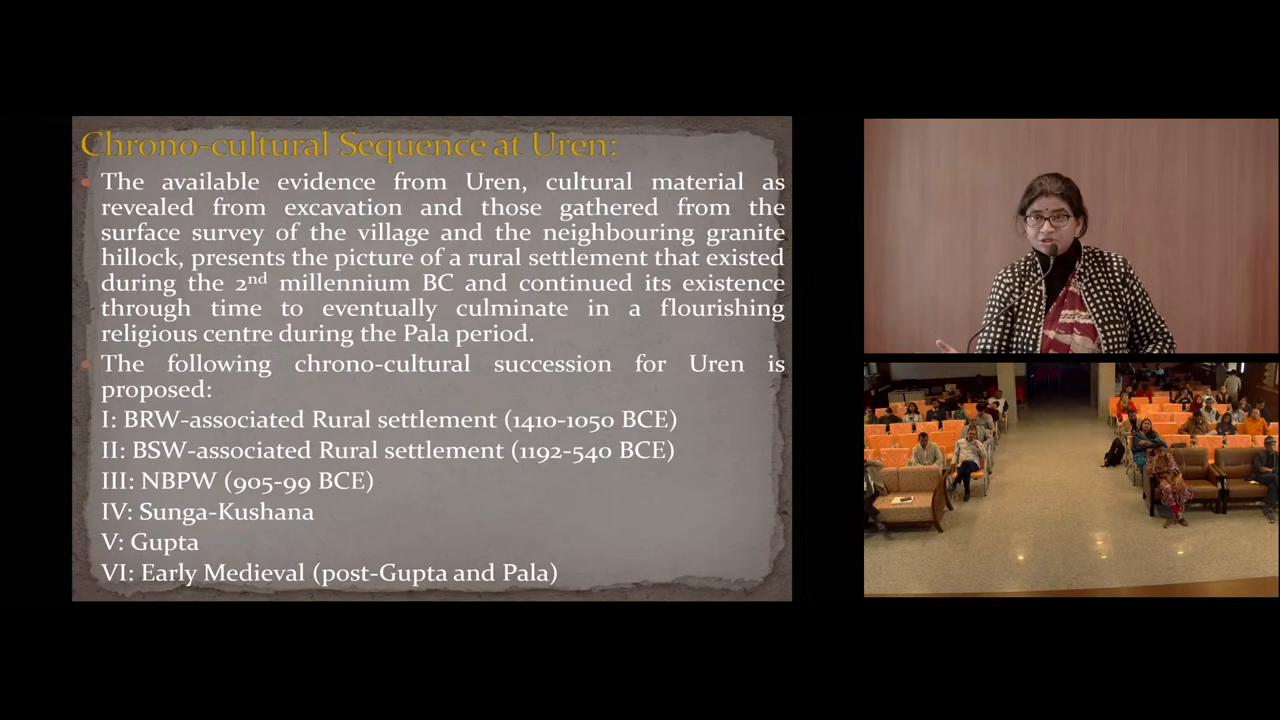 Chrono-cultural Sequence at Uren:
• The available evidence from Uren, cultural material as
revealed from excavation and those gathered from the
surface survey of the village and the neighbouring granite
hillock, presents the picture of a rural settlement that existed
during the 2nd millennium BC and continued its existence
through time to eventually culminate in a flourishing
religious centre during the Pala period.
• The following chrono-cultural succession for Uren is
proposed:
I: BRW-associated Rural settlement (1410-1050 BCE)
II: BSW-associated Rural settlement (1192-540 BCE)
III: NBPW (905-99 BCE)
IV: Sunga-Kushana
V: Gupta
VI: Early Medieval (post-Gupta and Pala)